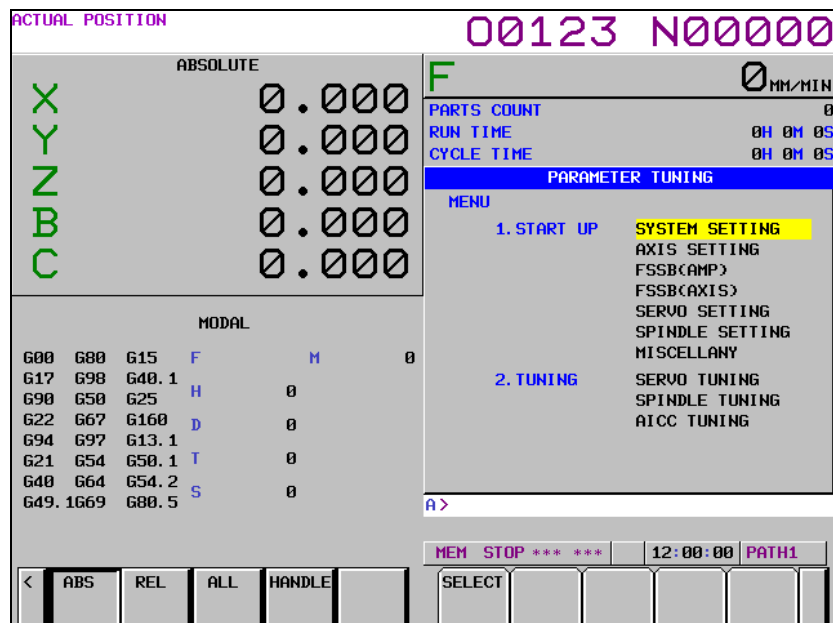 ACTUAL POSITION
O0123 N00000
ABSOLUTE
X 0.000
Y 0.000
Z 0.000
B 0.000
C 0.000
F 0 MM/MIN
PARTS COUNT 0
RUN TIME 0H 0M 0S
CYCLE TIME 0H 0M 0S
PARAMETER TUNING
MENU
1.START UP SYSTEM SETTING
AXIS SETTING
FSSB(AMP)
FSSB(AXIS)
SERVO SETTING
SPINDLE SETTING
MISCELLANY
2.TUNING SERVO TUNING
SPINDLE TUNING
AICC TUNING
MODAL
G00 G80 G15 F M 0
G17 G98 G40.1
G90 G50 G25 H 0
G22 G67 G160 D 0
G94 G97 G13.1
G21 G54 G50.1 T 0
G40 G64 G54.2 S 0
G49.1G69 G80.5
A>
MEM STOP *** *** 12:00:00 PATH1
< ABS REL ALL HANDLE SELECT